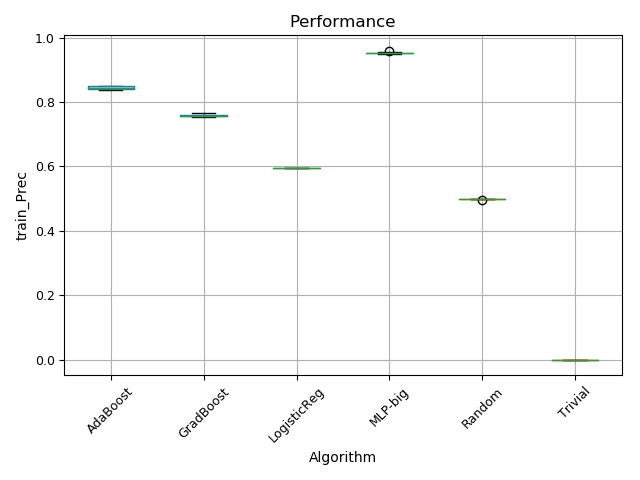 Performance
train_Prec
1.0
0.8
0.6
0.4
0.2
0.0
AdaBoost
GradBoost
LogisticReg
MLP-big
Random
Trivial
Algorithm